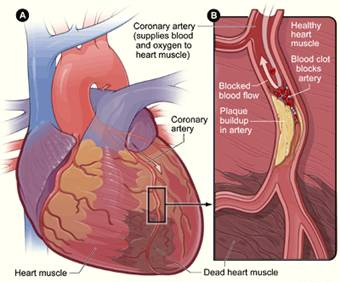 A
Coronary artery
(supplies blood
and oxygen to
heart muscle)
Coronary
artery
Heart muscle
B
Healthy
heart
muscle
Blood clot
blocks
artery
Blocked
blood flow
Plaque
buildup
in artery
Dead heart muscle